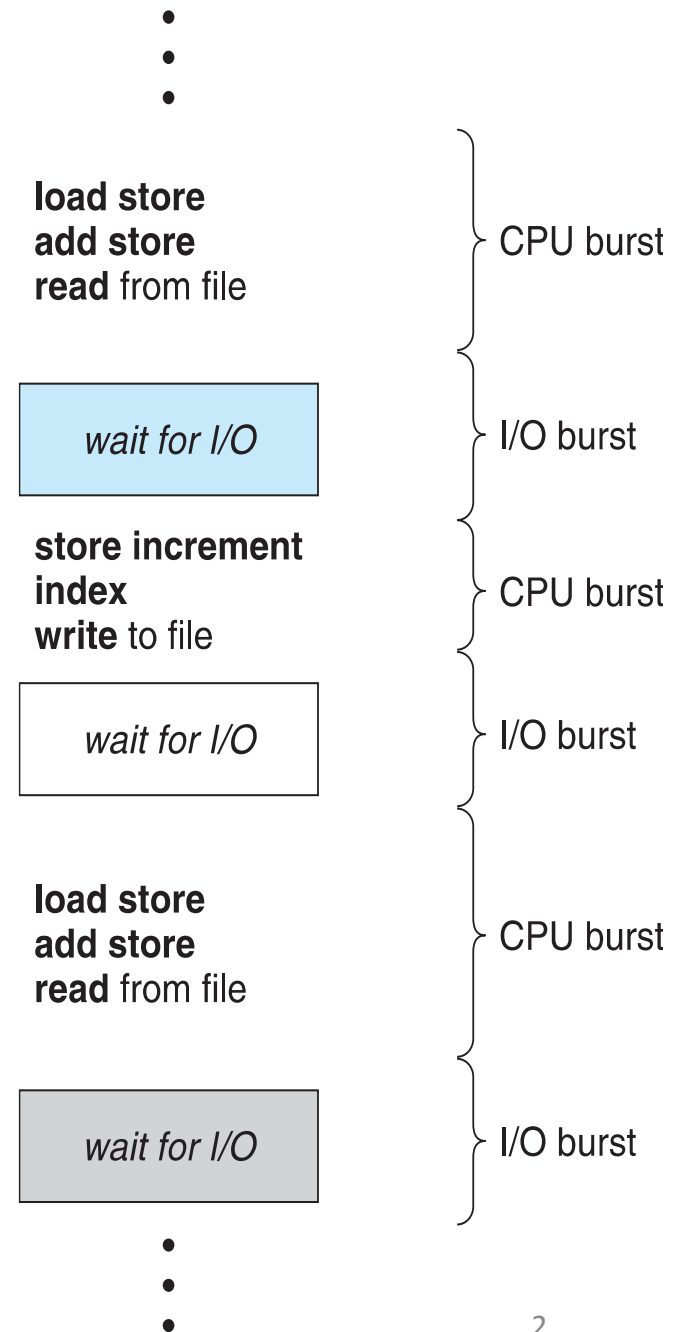 load store
add store
read from file
CPU burst
wait for I/O
I/O burst
store increment
index
write to file
CPU burst
wait for I/O
I/O burst
load store
add store
read from file
CPU burst
wait for I/O
I/O burst
2